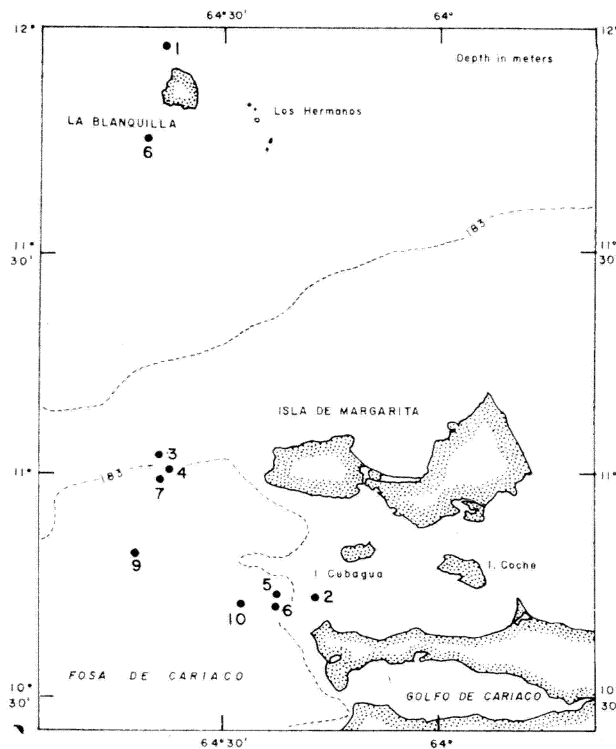 64°30' 64°
12° 12°
1 Depth in meters
LA BLANQUILLA Los Hermanos
6
183
11° 30' 11° 30'
ISLA DE MARGARITA
3
11° 183 4 11°
7
9 I. Cubagua I. Coche
5 2
10 6
FOSA DE CARIACO GOLFO DE CARIACO
10° 30' 10° 30'
64°30' 64°